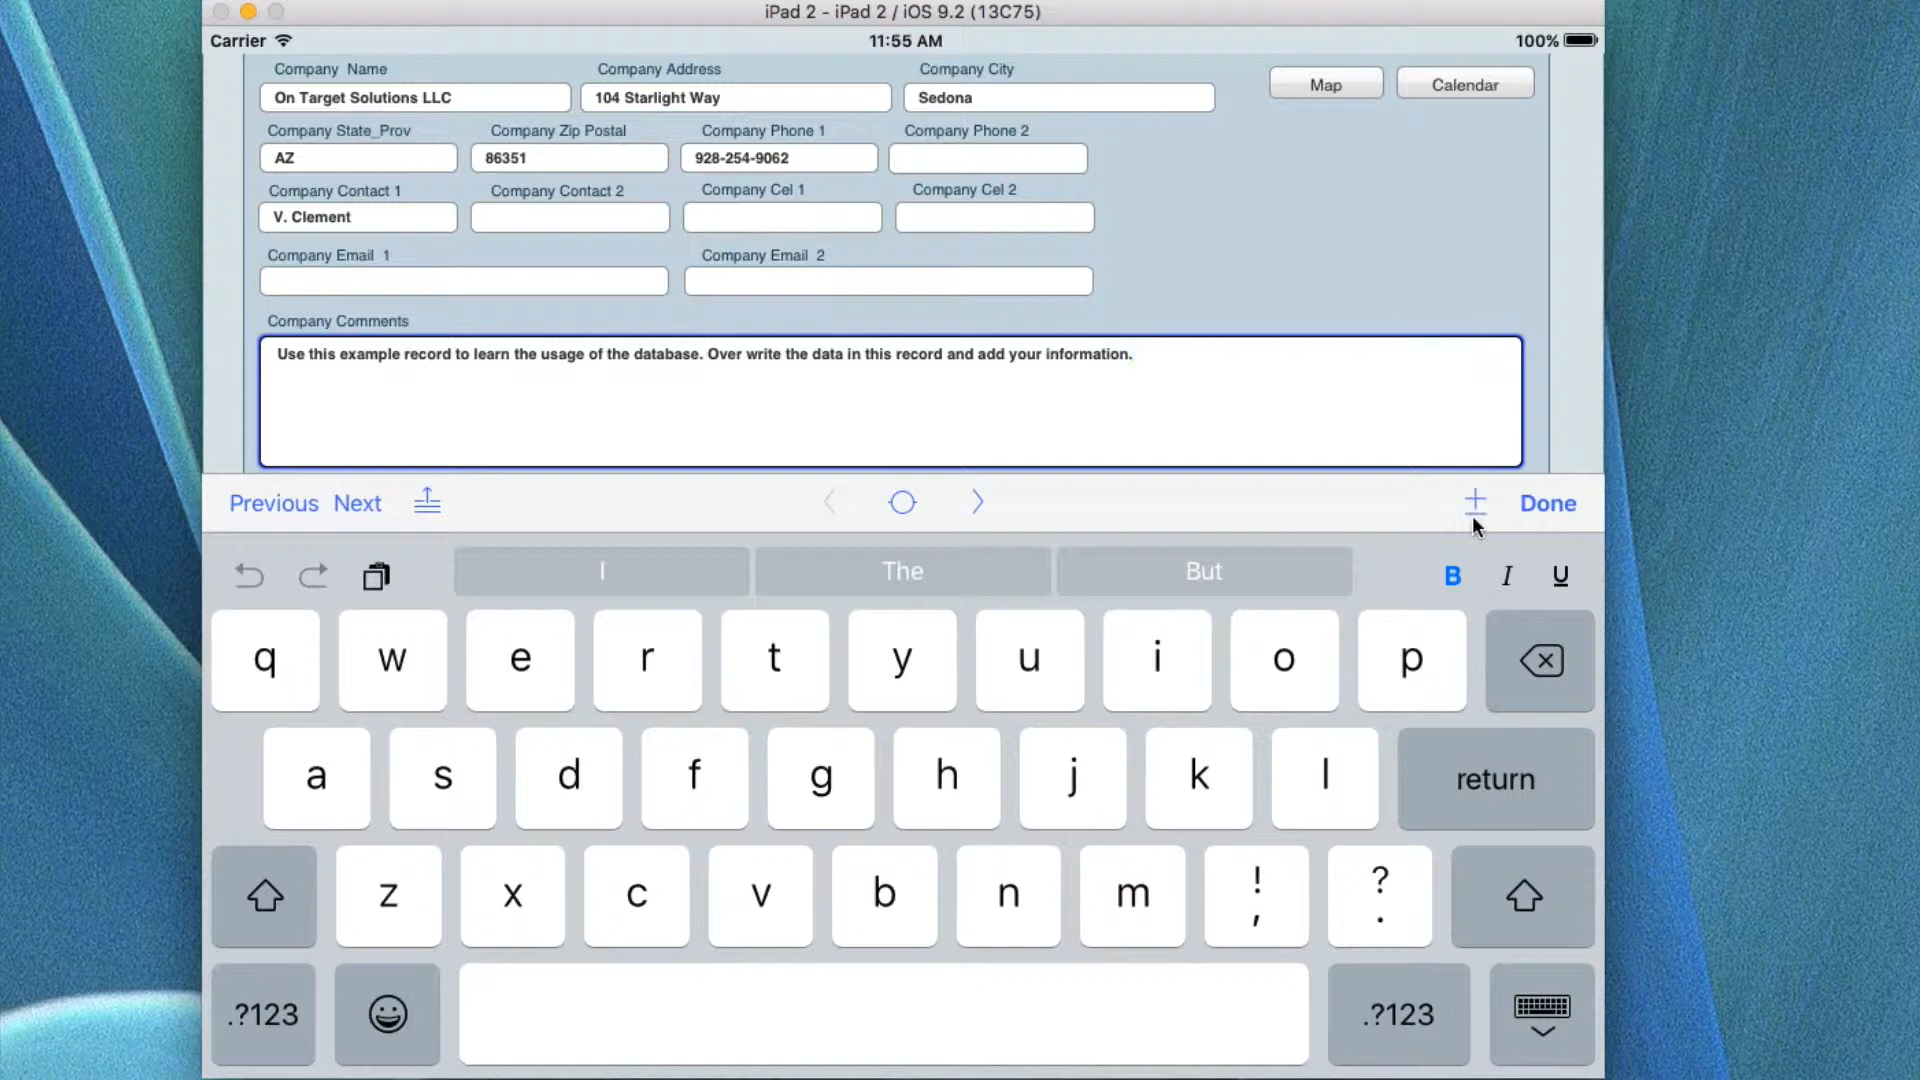 iPad 2 - iPad 2 / iOS 9.2 (13C75)
Carrier 11:55 AM 100%
Company Name Company Address Company City
On Target Solutions LLC 104 Starlight Way Sedona Map Calendar
Company State_Prov Company Zip Postal Company Phone 1 Company Phone 2
AZ 86351 928-254-9062
Company Contact 1 Company Contact 2 Company Cel 1 Company Cel 2
V. Clement
Company Email 1 Company Email 2
Company Comments
Use this example record to learn the usage of the database. Over write the data in this record and add your information.
Previous Next Done
I The But B I U
q w e r t y u i o p
a s d f g h j k l return
z x c v b n m ! , ? .
.?123 .?123